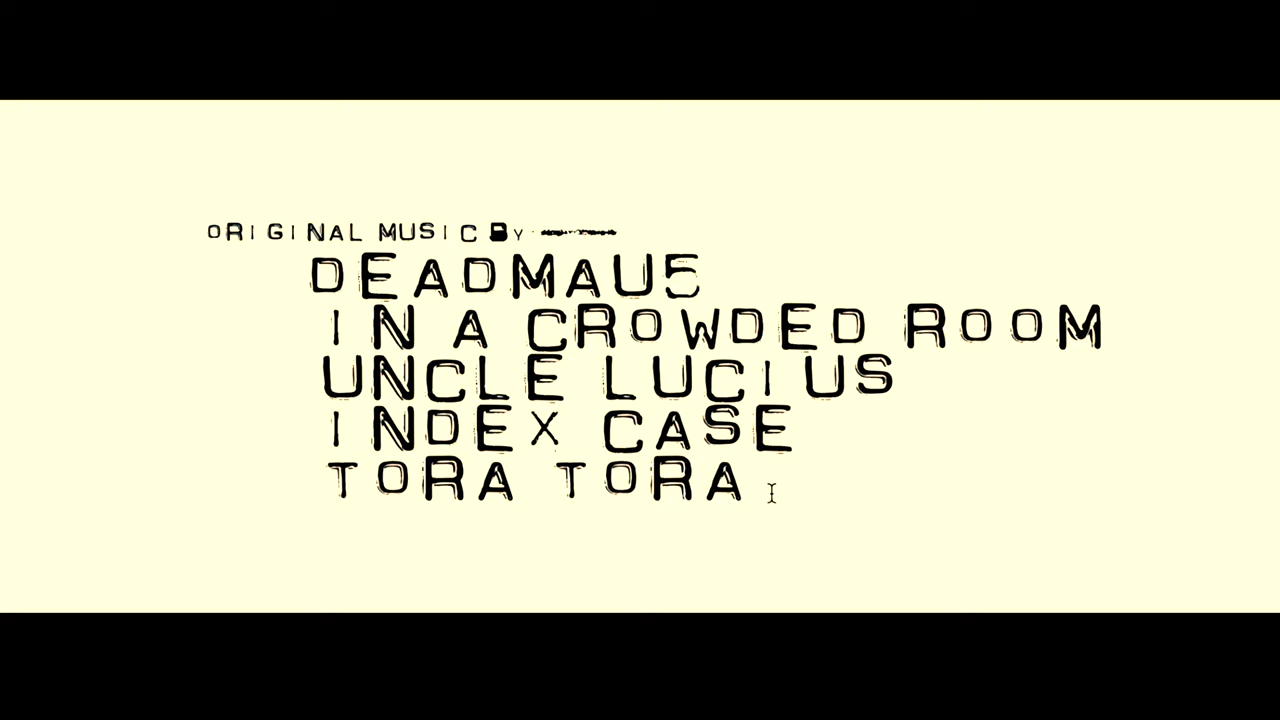 ORIGINAL MUSIC BY
DEADMAU5
IN A CROWDED ROOM
UNCLE LUCIUS
INDEX CASE
TORA TORA